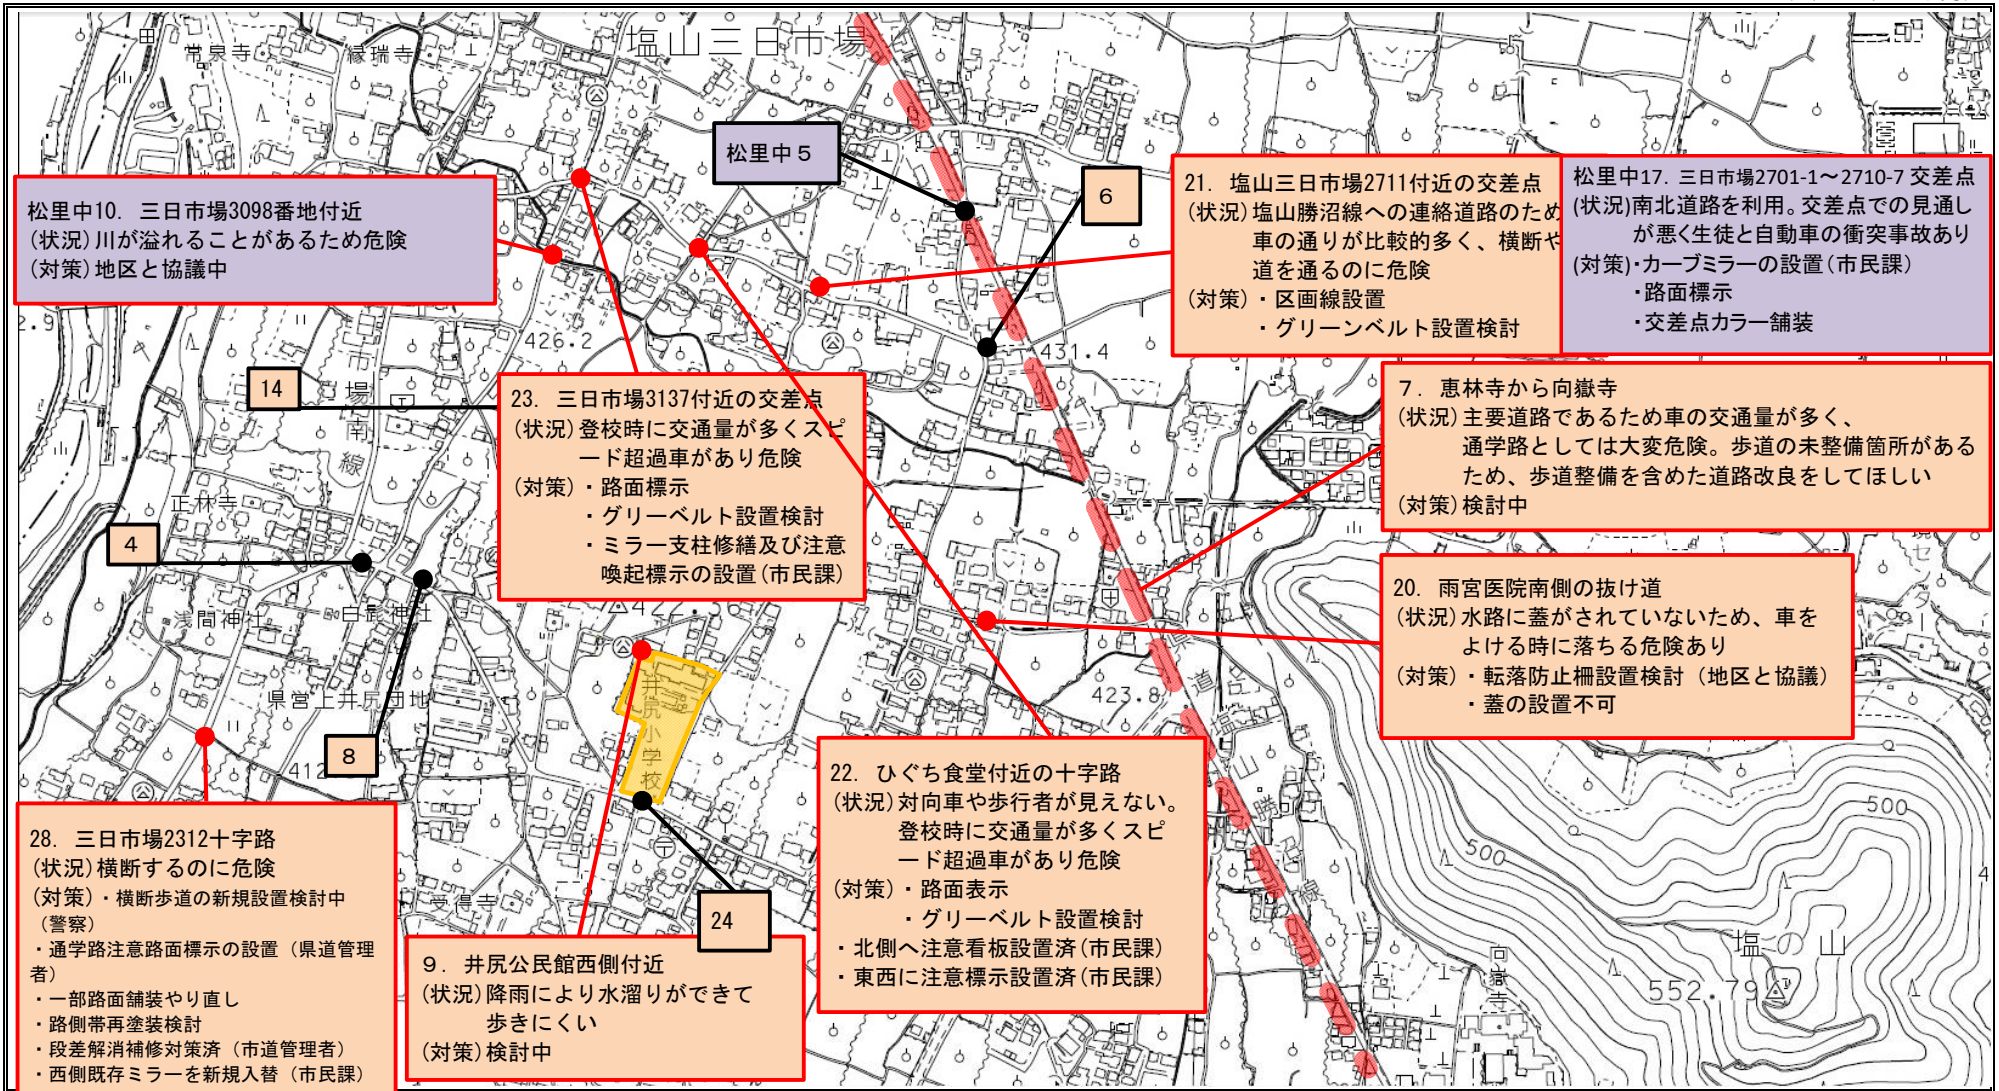 塩山三日市場
常泉寺
縁瑞寺
田
松里中５
６
松里中10. 三日市場3098番地付近
(状況)川が溢れることがあるため危険
(対策)地区と協議中
21. 塩山三日市場2711付近の交差点
(状況)塩山勝沼線への連絡道路のため
車の通りが比較的多く、横断や
道を通るのに危険
(対策)・区画線設置
・グリーンベルト設置検討
松里中17. 三日市場2701-1～2710-7 交差点
(状況)南北道路を利用。交差点での見通し
が悪く生徒と自動車の衝突事故あり
(対策)・カーブミラーの設置(市民課)
・路面標示
・交差点カラー舗装
2.9
426.2
431.4
14
市場南線
23. 三日市場3137付近の交差点
(状況)登校時に交通量が多くスピ
ード超過車があり危険
(対策)・路面標示
・グリーベルト設置検討
・ミラー支柱修繕及び注意
喚起標示の設置(市民課)
７. 恵林寺から向嶽寺
(状況)主要道路であるため車の交通量が多く、
通学路としては大変危険。歩道の未整備箇所がある
ため、歩道整備を含めた道路改良をしてほしい
(対策)検討中
正林寺
４
浅間神社
白髭神社
422.56
20. 雨宮医院南側の抜け道
(状況)水路に蓋がされていないため、車を
よける時に落ちる危険あり
(対策)・転落防止柵設置検討（地区と協議）
・蓋の設置不可
県営上井尻団地
井尻小学校
423.8
県道塩山勝沼線
８
412
22. ひぐち食堂付近の十字路
(状況)対向車や歩行者が見えない。
登校時に交通量が多くスピ
ード超過車があり危険
(対策)・路面表示
・グリーベルト設置検討
・北側へ注意看板設置済(市民課)
・東西に注意標示設置済(市民課)
28. 三日市場2312十字路
(状況)横断するのに危険
(対策)・横断歩道の新規設置検討中
（警察）
・通学路注意路面標示の設置（県道管理
者）
・一部路面舗装やり直し
・路側帯再塗装検討
・段差解消補修対策済（市道管理者）
・西側既存ミラーを新規入替（市民課）
24
９. 井尻公民館西側付近
(状況)降雨により水溜りができて
歩きにくい
(対策)検討中
500
500
塩の山
552.79
向嶽寺